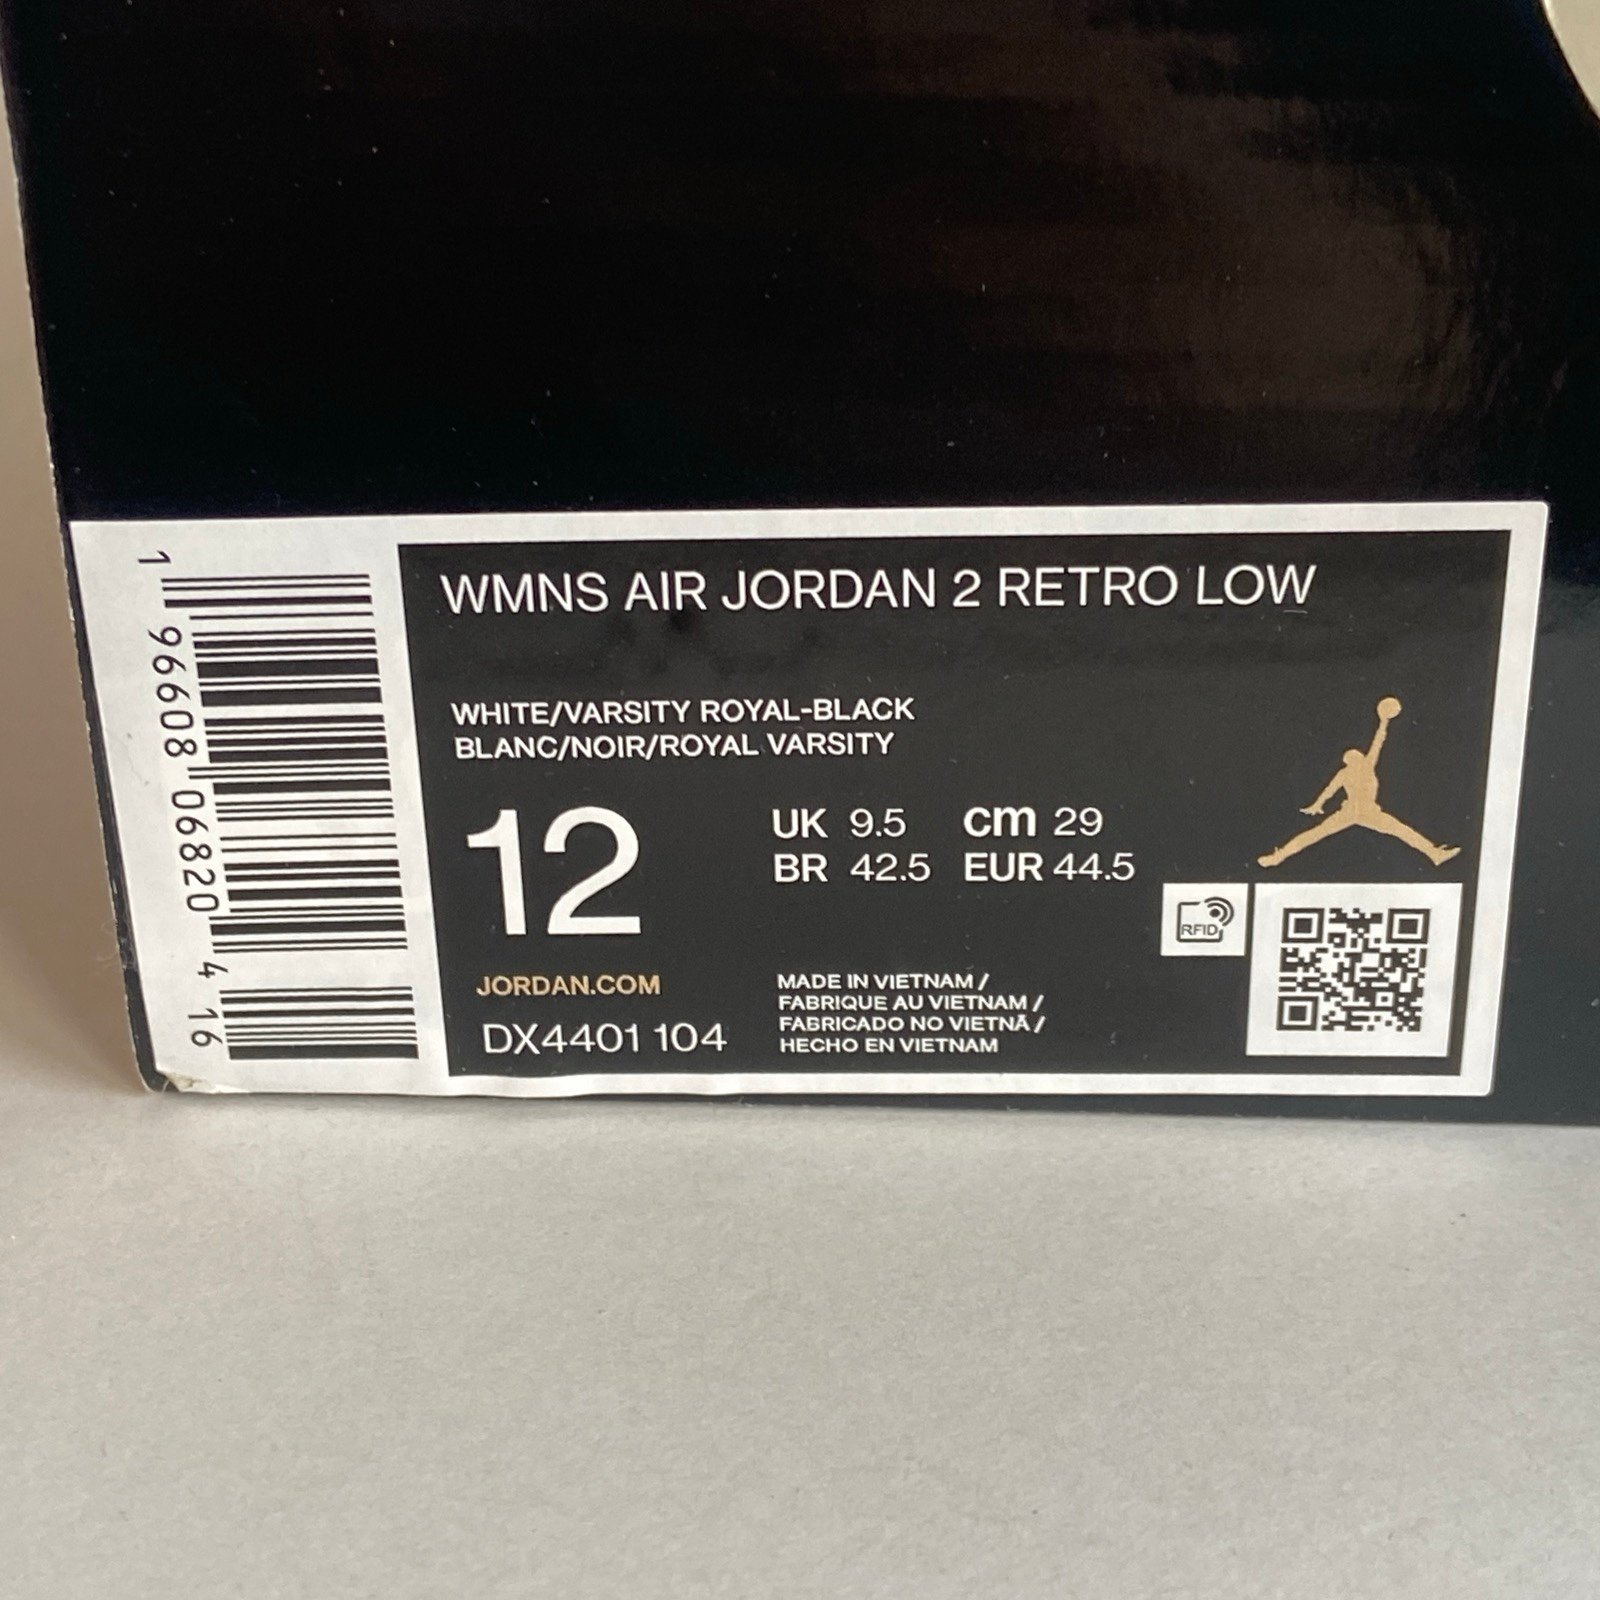 WMNS AIR JORDAN 2 RETRO LOW
WHITE/VARSITY ROYAL-BLACK
BLANC/NOIR/ROYAL VARSITY
12
UK 9.5 cm 29
BR 42.5 EUR 44.5
RFID
JORDAN.COM
DX4401 104
MADE IN VIETNAM /
FABRIQUE AU VIETNAM /
FABRICADO NO VIETNÃ /
HECHO EN VIETNAM
1 96608 06820 4 16